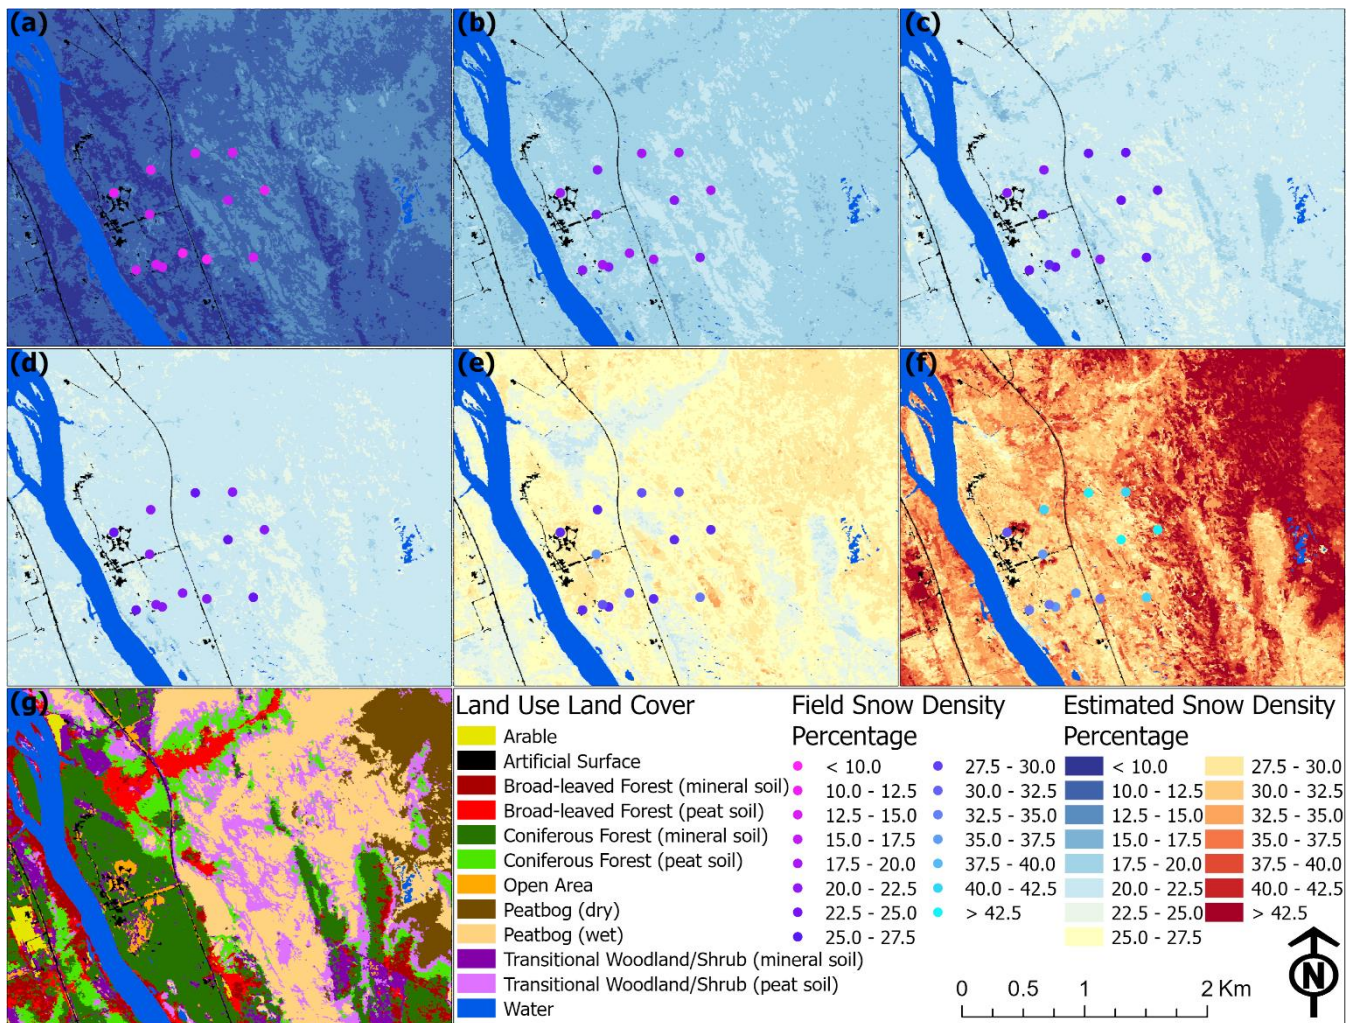 (a)
(b)
(c)
(d)
(e)
(f)
(g)
Land Use Land Cover
Arable
Artificial Surface
Broad-leaved Forest (mineral soil)
Broad-leaved Forest (peat soil)
Coniferous Forest (mineral soil)
Coniferous Forest (peat soil)
Open Area
Peatbog (dry)
Peatbog (wet)
Transitional Woodland/Shrub (mineral soil)
Transitional Woodland/Shrub (peat soil)
Water
Field Snow Density
Percentage
< 10.0
10.0 - 12.5
12.5 - 15.0
15.0 - 17.5
17.5 - 20.0
20.0 - 22.5
22.5 - 25.0
25.0 - 27.5
27.5 - 30.0
30.0 - 32.5
32.5 - 35.0
35.0 - 37.5
37.5 - 40.0
40.0 - 42.5
> 42.5
Estimated Snow Density
Percentage
< 10.0
10.0 - 12.5
12.5 - 15.0
15.0 - 17.5
17.5 - 20.0
20.0 - 22.5
22.5 - 25.0
25.0 - 27.5
27.5 - 30.0
30.0 - 32.5
32.5 - 35.0
35.0 - 37.5
37.5 - 40.0
40.0 - 42.5
> 42.5
0 0.5 1 2 Km
N